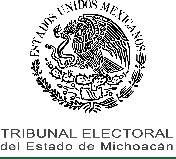 ESTADOS UNIDOS MEXICANOS
TRIBUNAL ELECTORAL
del Estado de Michoacán